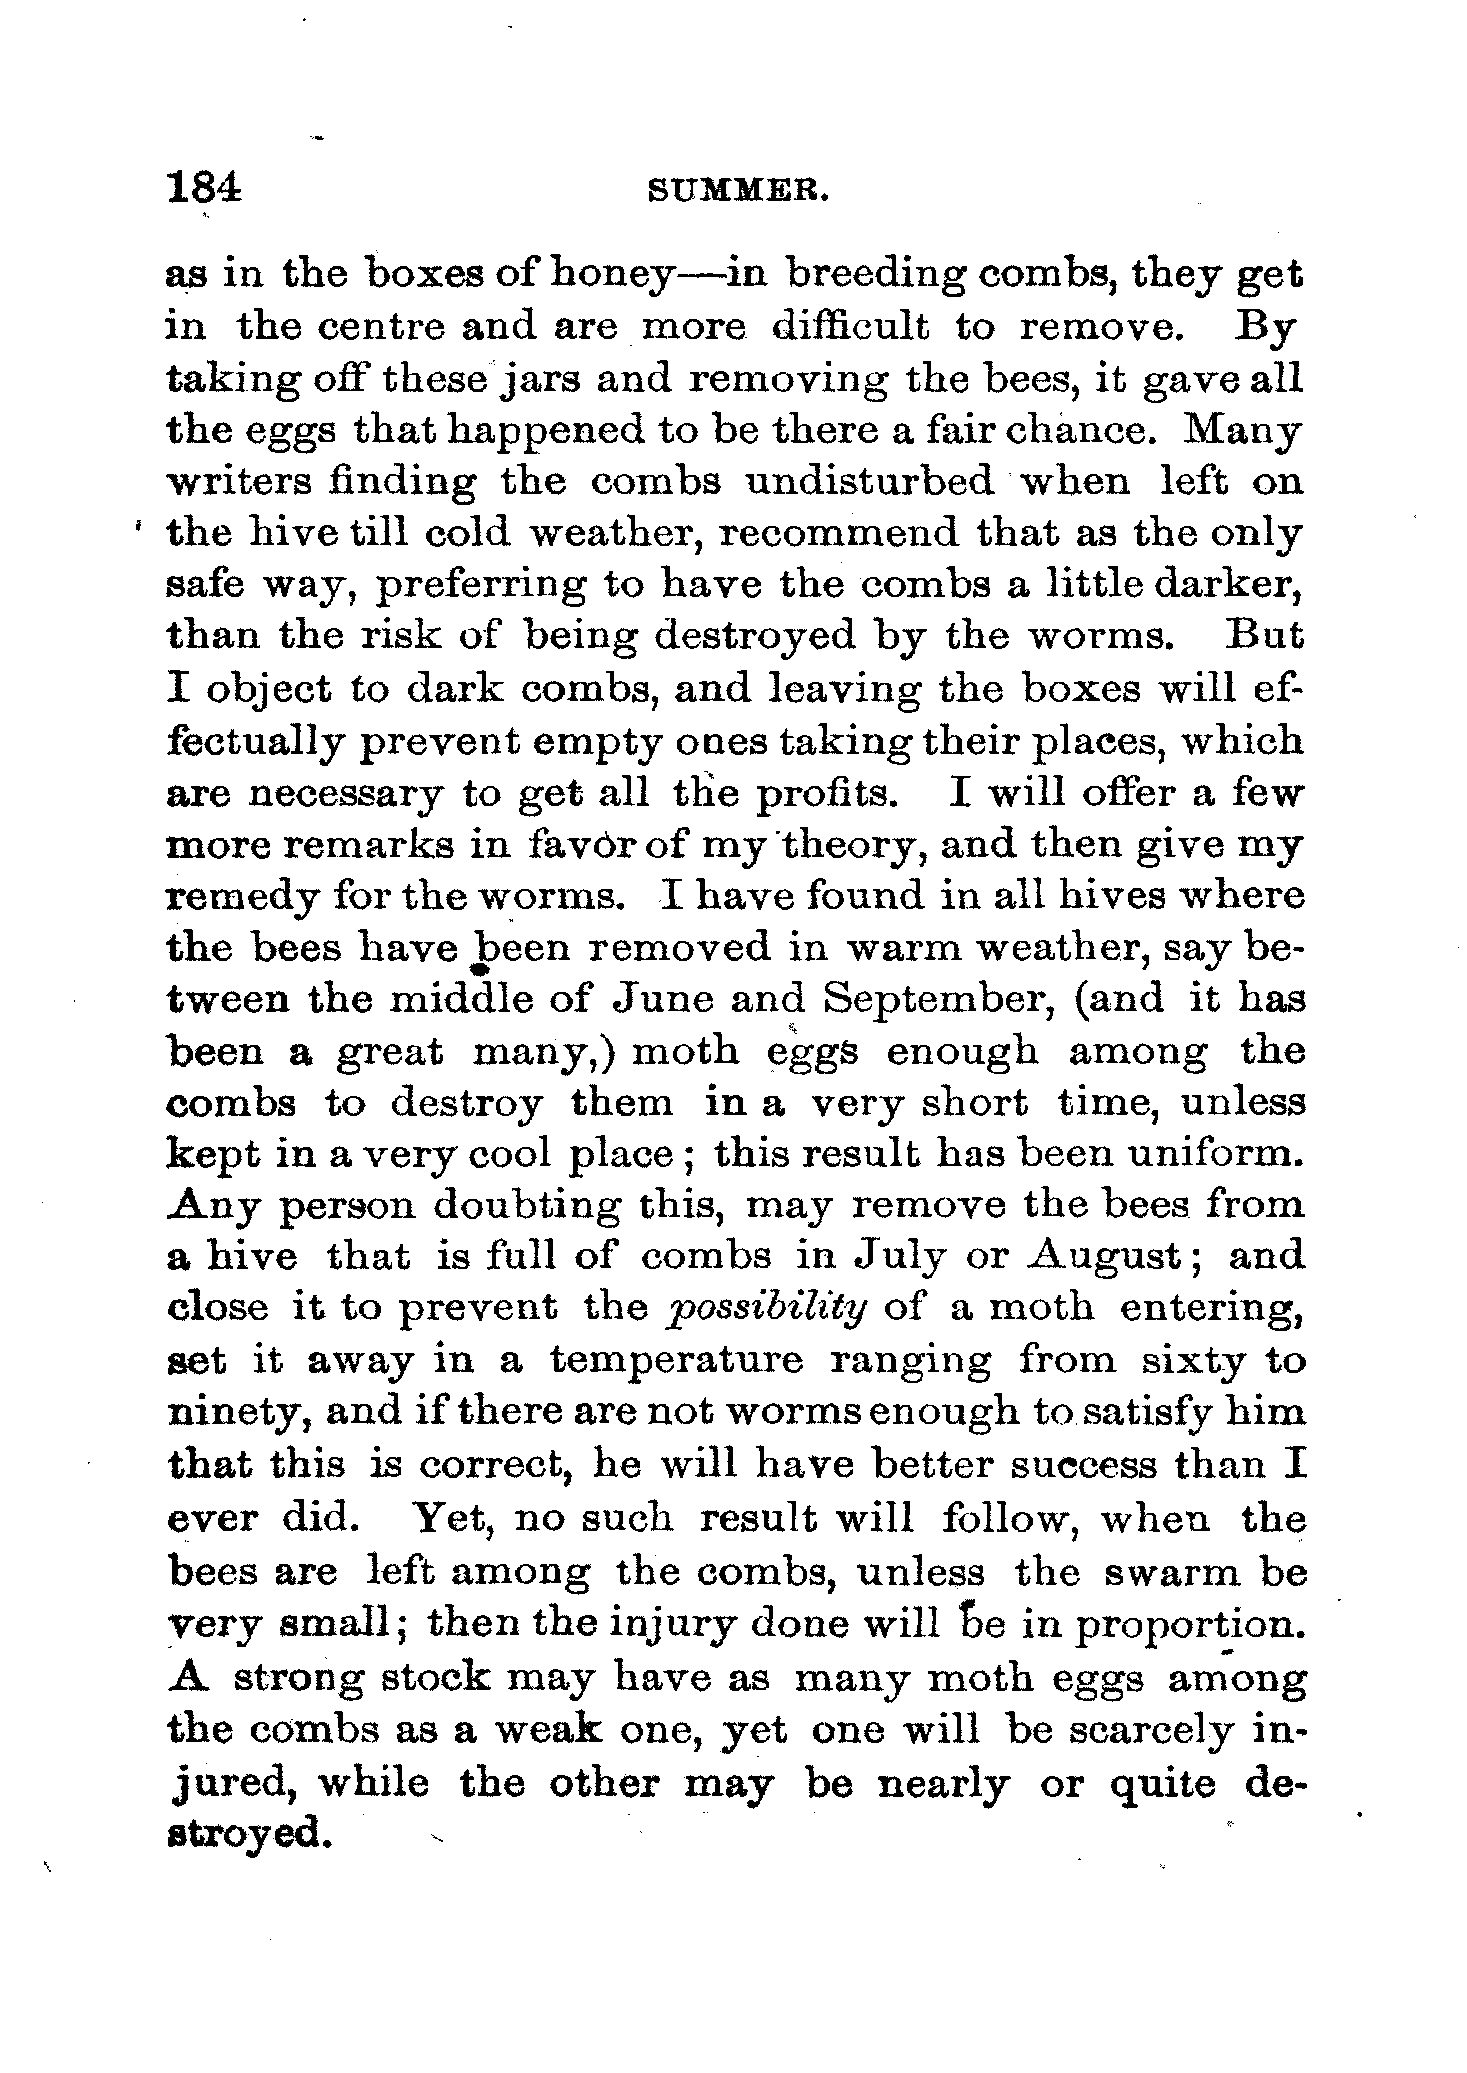 184 SUMMER.
as in the boxes of honey—in breeding combs, they get
in the centre and are more difficult to remove. By
taking off these jars and removing the bees, it gave all
the eggs that happened to be there a fair chance. Many
writers finding the combs undisturbed when left on
the hive till cold weather, recommend that as the only
safe way, preferring to have the combs a little darker,
than the risk of being destroyed by the worms. But
I object to dark combs, and leaving the boxes will ef-
fectually prevent empty ones taking their places, which
are necessary to get all the profits. I will offer a few
more remarks in favor of my theory, and then give my
remedy for the worms. I have found in all hives where
the bees have been removed in warm weather, say be-
tween the middle of June and September, (and it has
been a great many,) moth eggs enough among the
combs to destroy them in a very short time, unless
kept in a very cool place; this result has been uniform.
Any person doubting this, may remove the bees from
a hive that is full of combs in July or August; and
close it to prevent the possibility of a moth entering,
set it away in a temperature ranging from sixty to
ninety, and if there are not worms enough to satisfy him
that this is correct, he will have better success than I
ever did. Yet, no such result will follow, when the
bees are left among the combs, unless the swarm be
very small; then the injury done will be in proportion.
A strong stock may have as many moth eggs among
the combs as a weak one, yet one will be scarcely in-
jured, while the other may be nearly or quite de-
stroyed.